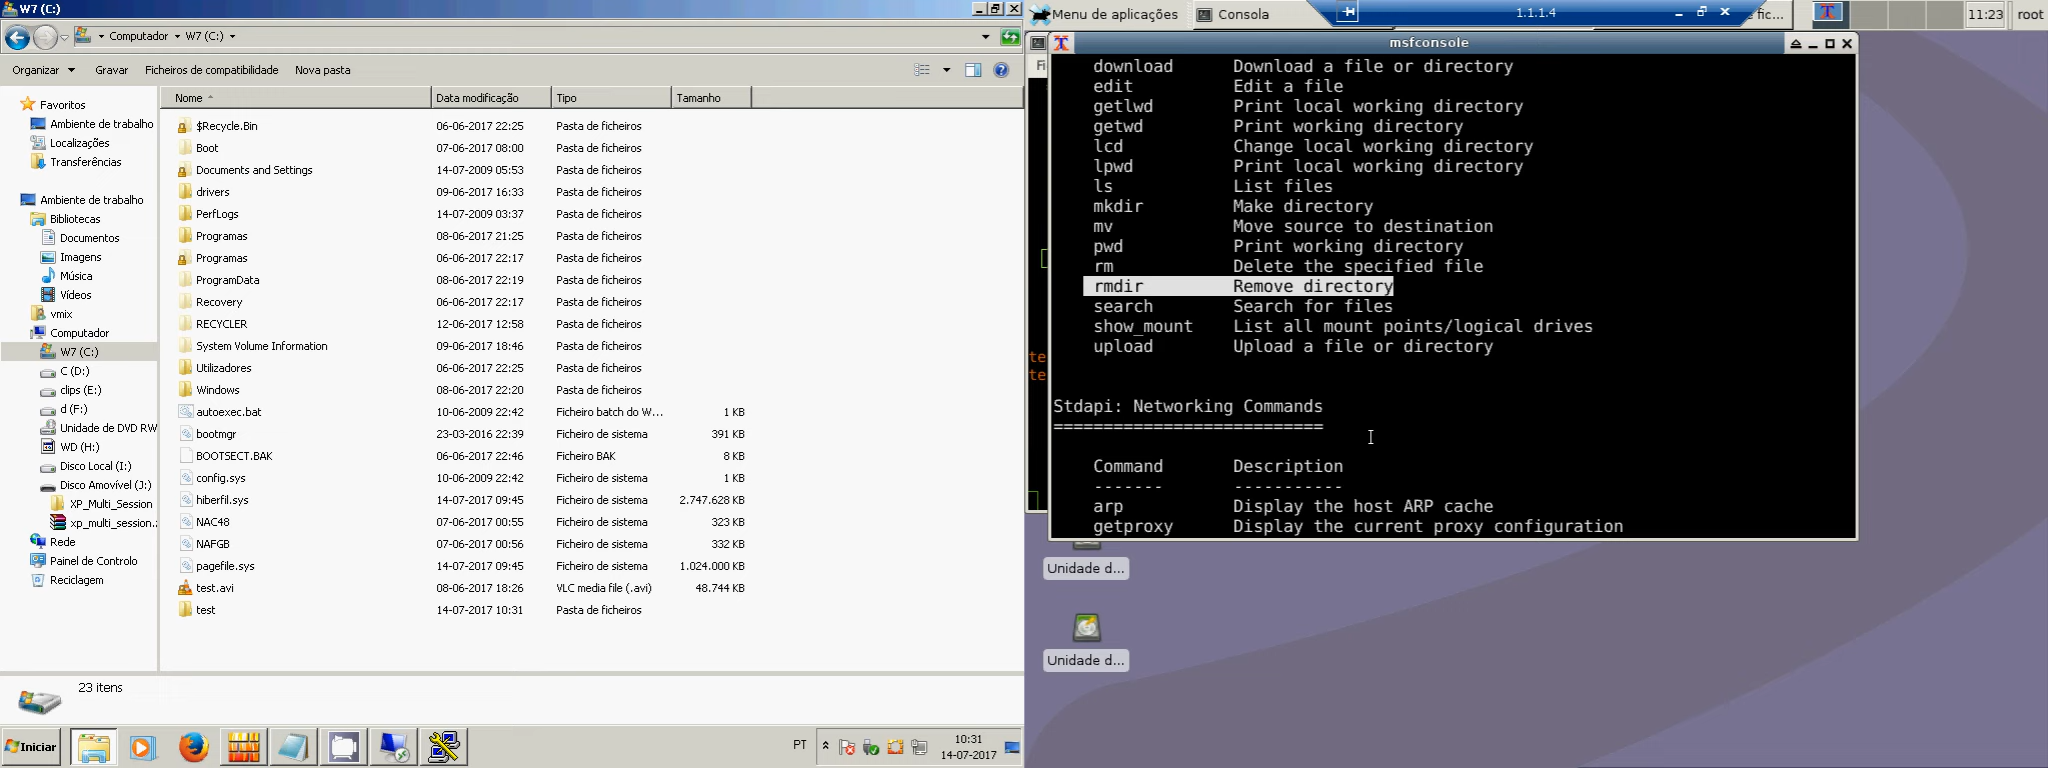 W7 (C:)
Computador
W7 (C:)
Organizar
Gravar
Ficheiros de compatibilidade
Nova pasta
Favoritos
Ambiente de trabalho
Localizações
Transferências
Ambiente de trabalho
Bibliotecas
Documentos
Imagens
Música
Vídeos
vmix
Computador
W7 (C:)
C (D:)
clips (E:)
d (F:)
Unidade de DVD RW
WD (H:)
Disco Local (I:)
Disco Amovível (J:)
XP_Multi_Session
xp_multi_session.
Rede
Painel de Controlo
Reciclagem
Nome Data modificação Tipo Tamanho
$Recycle.Bin 06-06-2017 22:25 Pasta de ficheiros
Boot 07-06-2017 08:00 Pasta de ficheiros
Documents and Settings 14-07-2009 05:53 Pasta de ficheiros
drivers 09-06-2017 16:33 Pasta de ficheiros
PerfLogs 14-07-2009 03:37 Pasta de ficheiros
Programas 08-06-2017 21:25 Pasta de ficheiros
Programas 06-06-2017 22:17 Pasta de ficheiros
ProgramData 08-06-2017 22:19 Pasta de ficheiros
Recovery 06-06-2017 22:17 Pasta de ficheiros
RECYCLER 12-06-2017 12:58 Pasta de ficheiros
System Volume Information 09-06-2017 18:46 Pasta de ficheiros
Utilizadores 06-06-2017 22:25 Pasta de ficheiros
Windows 08-06-2017 22:20 Pasta de ficheiros
autoexec.bat 10-06-2009 22:42 Ficheiro batch do W... 1 KB
bootmgr 23-03-2016 22:39 Ficheiro de sistema 391 KB
BOOTSECT.BAK 06-06-2017 22:46 Ficheiro BAK 8 KB
config.sys 10-06-2009 22:42 Ficheiro de sistema 1 KB
hiberfil.sys 14-07-2017 09:45 Ficheiro de sistema 2.747.628 KB
NAC48 07-06-2017 00:55 Ficheiro de sistema 323 KB
NAFGB 07-06-2017 00:56 Ficheiro de sistema 332 KB
pagefile.sys 14-07-2017 09:45 Ficheiro de sistema 1.024.000 KB
test.avi 08-06-2017 18:26 VLC media file (.avi) 48.744 KB
test 14-07-2017 10:31 Pasta de ficheiros
23 itens
Iniciar
PT
10:31
14-07-2017
Menu de aplicações
Consola
1.1.1.4
fic...
11:23
root
msfconsole
Fi
te
te
download Download a file or directory
edit Edit a file
getlwd Print local working directory
getwd Print working directory
lcd Change local working directory
lpwd Print local working directory
ls List files
mkdir Make directory
mv Move source to destination
pwd Print working directory
rm Delete the specified file
rmdir Remove directory
search Search for files
show_mount List all mount points/logical drives
upload Upload a file or directory
Stdapi: Networking Commands
===========================
Command Description
------- -----------
arp Display the host ARP cache
getproxy Display the current proxy configuration
Unidade d...
Unidade d...